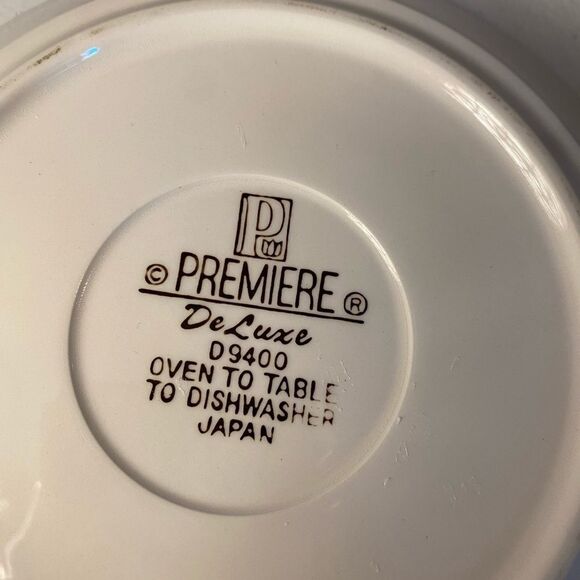 P
© PREMIERE ®
DeLuxe
D9400
OVEN TO TABLE
TO DISHWASHER
JAPAN